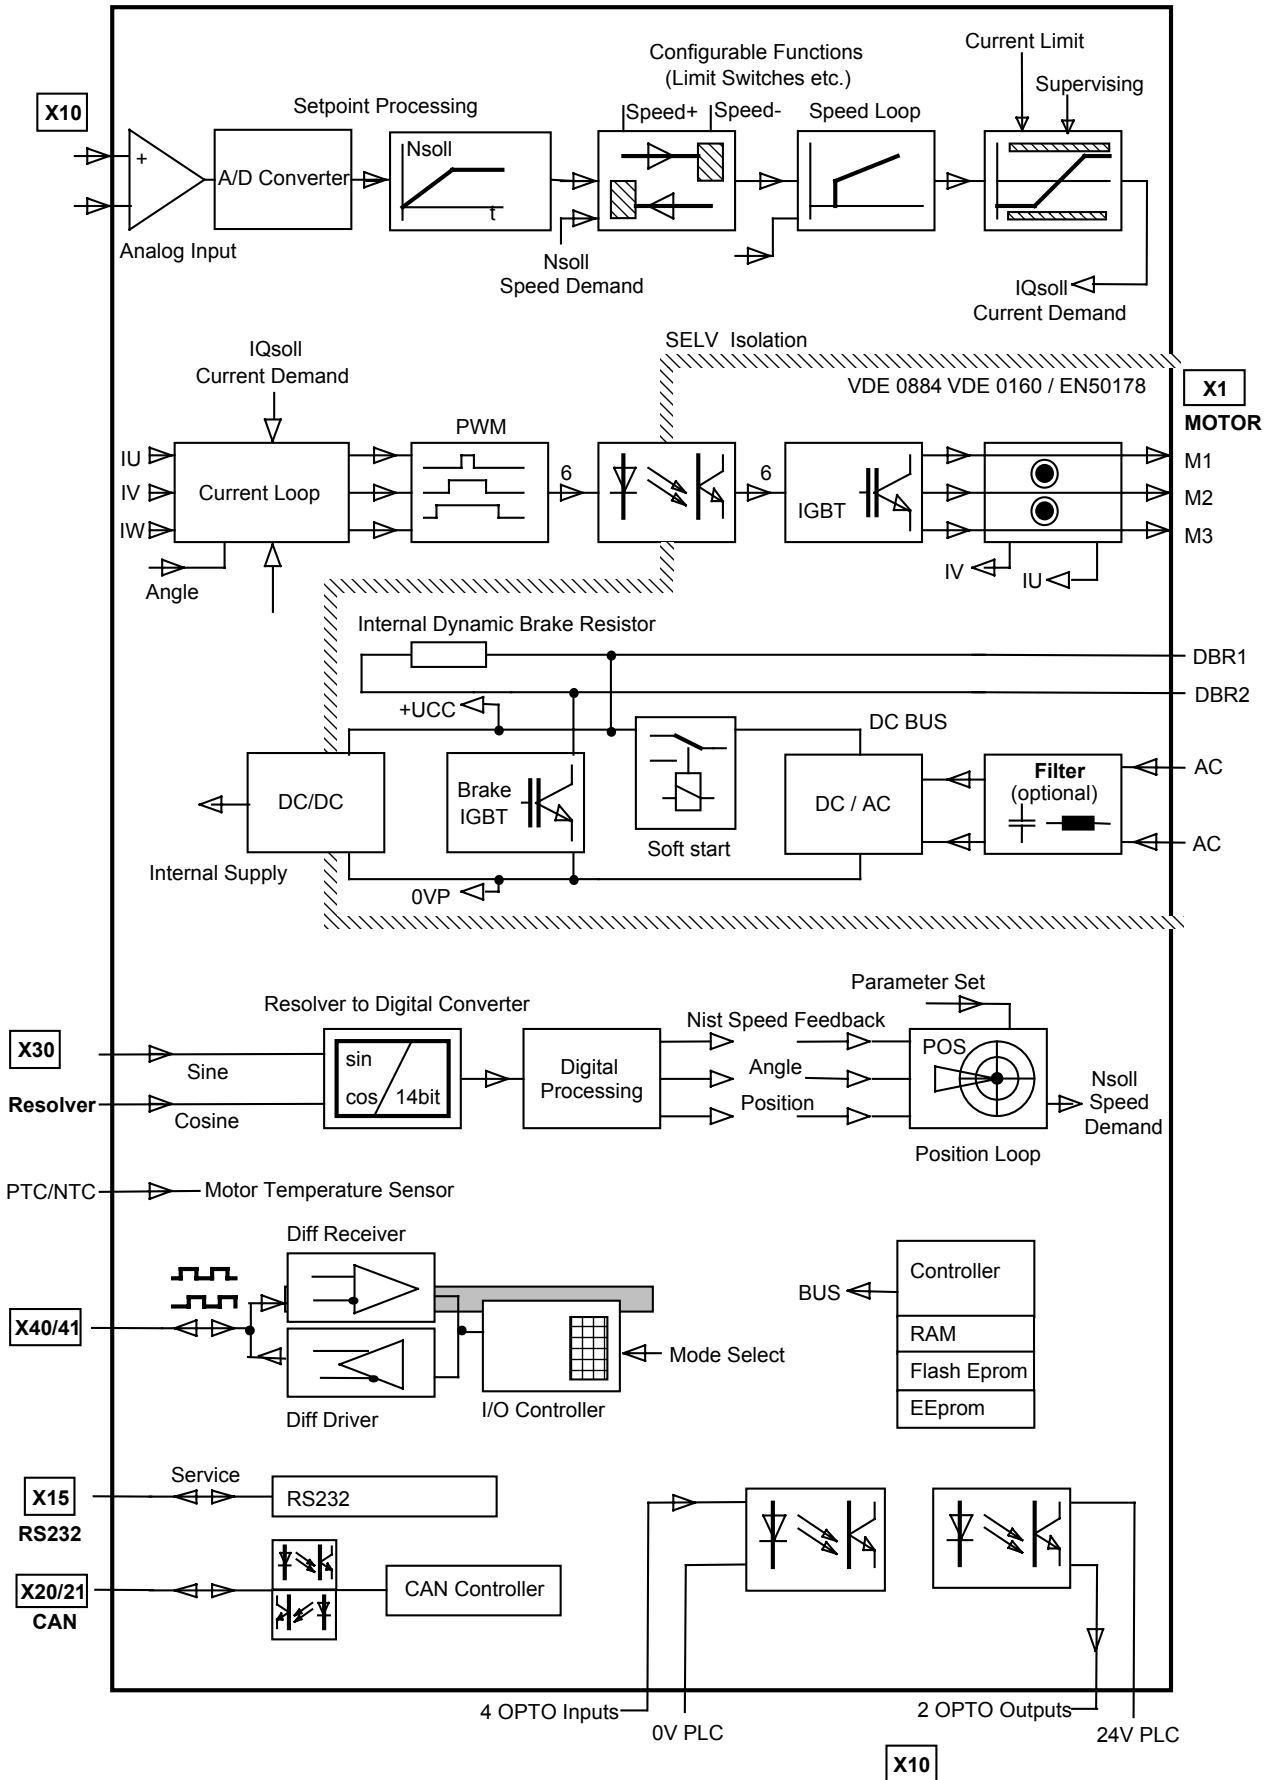 Current Limit
Configurable Functions
(Limit Switches etc.)
Supervising
X10
Setpoint Processing
Speed+
Speed-
Speed Loop
+
A/D Converter
Nsoll
t
Analog Input
Nsoll
Speed Demand
IQsoll
Current Demand
SELV Isolation
IQsoll
Current Demand
VDE 0884 VDE 0160 / EN50178
X1
MOTOR
PWM
IU
IV
IW
Current Loop
6
6
IGBT
M1
M2
M3
Angle
IV
IU
Internal Dynamic Brake Resistor
DBR1
DBR2
+UCC
DC BUS
DC/DC
Brake
IGBT
Soft start
DC / AC
Filter
(optional)
AC
AC
Internal Supply
0VP
Parameter Set
Resolver to Digital Converter
Nist Speed Feedback
X30
Sine
sin
cos
14bit
Digital
Processing
Angle
Position
POS
Nsoll
Speed
Demand
Resolver
Cosine
Position Loop
PTC/NTC
Motor Temperature Sensor
Diff Receiver
X40/41
Mode Select
Diff Driver
I/O Controller
BUS
Controller
RAM
Flash Eprom
EEprom
Service
X15
RS232
RS232
X20/21
CAN
CAN Controller
4 OPTO Inputs
0V PLC
2 OPTO Outputs
24V PLC
X10